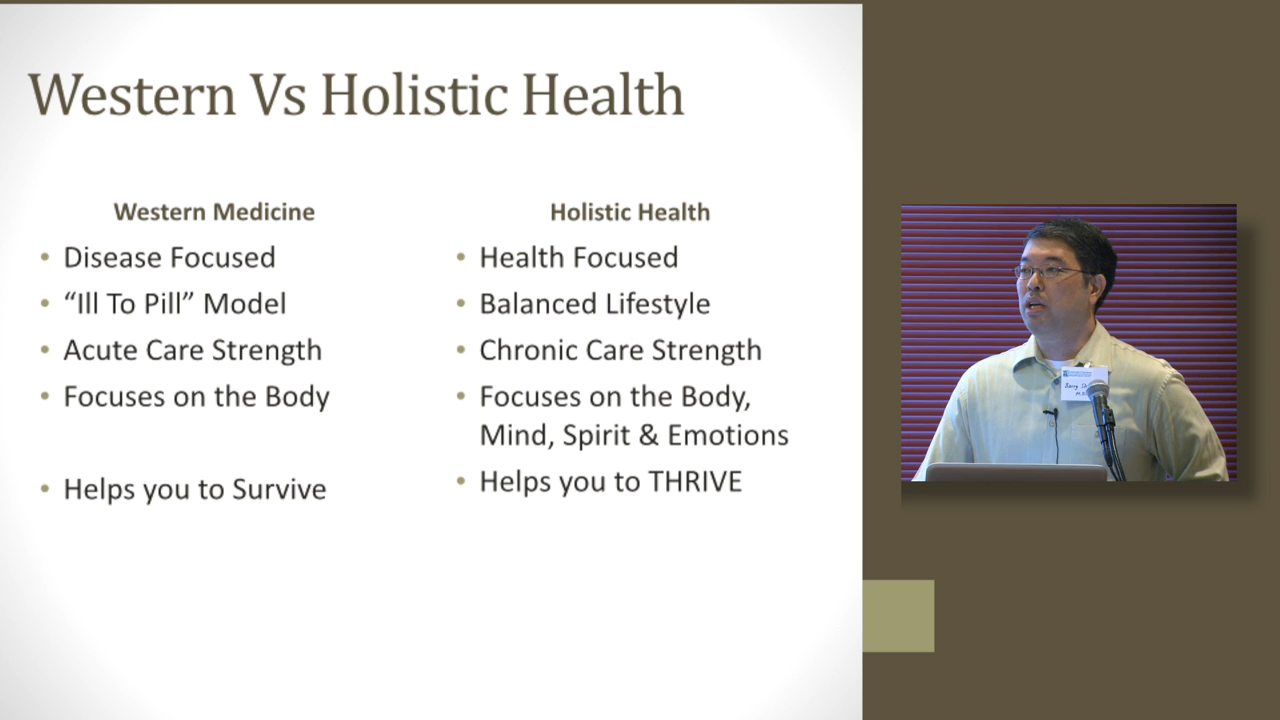 Western Vs Holistic Health
Western Medicine
• Disease Focused
• “Ill To Pill” Model
• Acute Care Strength
• Focuses on the Body
• Helps you to Survive
Holistic Health
• Health Focused
• Balanced Lifestyle
• Chronic Care Strength
• Focuses on the Body,
Mind, Spirit & Emotions
• Helps you to THRIVE